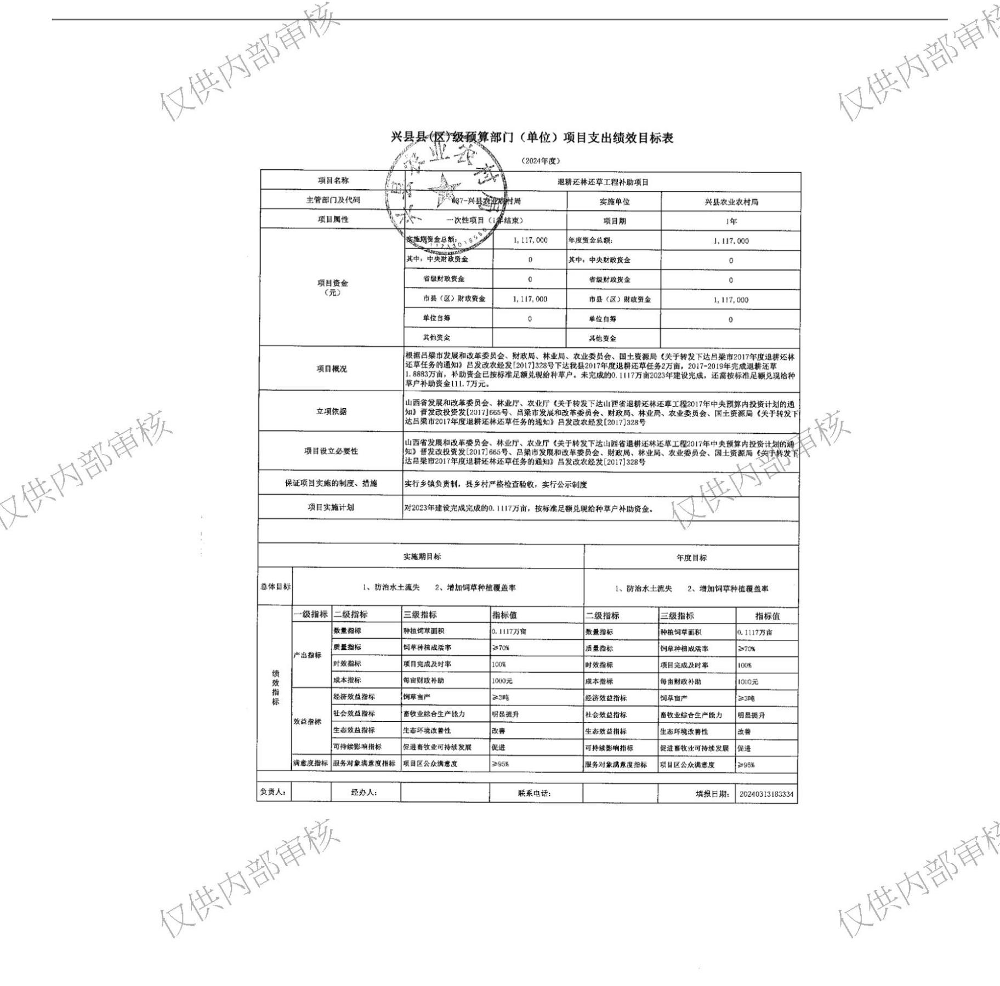 兴县县(区)级预算部门（单位）项目支出绩效目标表
（2024年度）
项目名称 退耕还林还草工程补助项目
主管部门及代码 037-兴县农业农村局 实施单位 兴县农业农村局
项目属性 一次性项目（1年结束） 项目期 1年
项目资金
（元）
实施期资金总额： 1,117,000 年度资金总额： 1,117,000
其中：中央财政资金 0 其中：中央财政资金 0
省级财政资金 0 省级财政资金 0
市县（区）财政资金 1,117,000 市县（区）财政资金 1,117,000
单位自筹 0 单位自筹 0
其他资金 其他资金
项目概况
根据吕梁市发展和改革委员会、财政局、林业局、农业委员会、国土资源局《关于转发下达吕梁市2017年度退耕还林
还草任务的通知》吕发改农经发[2017]328号下达我县2017年度退耕还草任务2万亩，2017-2019年完成退耕还草
1.8883万亩，补助资金已按标准足额兑现给种草户。未完成的0.1117万亩2023年建设完成，还需按标准足额兑现给种
草户补助资金111.7万元。
立项依据
山西省发展和改革委员会、林业厅、农业厅《关于转发下达山西省退耕还林还草工程2017年中央预算内投资计划的通
知》晋发改投资发[2017]665号、吕梁市发展和改革委员会、财政局、林业局、农业委员会、国土资源局《关于转发下
达吕梁市2017年度退耕还林还草任务的通知》吕发改农经发[2017]328号
项目设立必要性
山西省发展和改革委员会、林业厅、农业厅《关于转发下达山西省退耕还林还草工程2017年中央预算内投资计划的通
知》晋发改投资发[2017]665号、吕梁市发展和改革委员会、财政局、林业局、农业委员会、国土资源局《关于转发下
达吕梁市2017年度退耕还林还草任务的通知》吕发改农经发[2017]328号
保证项目实施的制度、措施 实行乡镇负责制，县乡村严格检查验收，实行公示制度
项目实施计划 对2023年建设完成完成的0.1117万亩，按标准足额兑现给种草户补助资金。
实施期目标 年度目标
总体目标 1、防治水土流失 2、增加饲草种植覆盖率 1、防治水土流失 2、增加饲草种植覆盖率
绩效指标
一级指标 二级指标 三级指标 指标值 二级指标 三级指标 指标值
产出指标
数量指标 种植饲草面积 0.1117万亩 数量指标 种植饲草面积 0.1117万亩
质量指标 饲草种植成活率 ≥70% 质量指标 饲草种植成活率 ≥70%
时效指标 项目完成及时率 100% 时效指标 项目完成及时率 100%
成本指标 每亩财政补助 1000元 成本指标 每亩财政补助 1000元
效益指标
经济效益指标 饲草亩产 ≥3吨 经济效益指标 饲草亩产 ≥3吨
社会效益指标 畜牧业综合生产能力 明显提升 社会效益指标 畜牧业综合生产能力 明显提升
生态效益指标 生态环境改善性 改善 生态效益指标 生态环境改善性 改善
可持续影响指标 促进畜牧业可持续发展 促进 可持续影响指标 促进畜牧业可持续发展 促进
满意度指标 服务对象满意度指标 项目区公众满意度 ≥95% 服务对象满意度指标 项目区公众满意度 ≥95%
负责人： 经办人： 联系电话： 填报日期： 20240313183334
兴县农业农村局
仅供内部审核
仅供内部审核
仅供内部审核
仅供内部审核
仅供内部审核
仅供内部审核